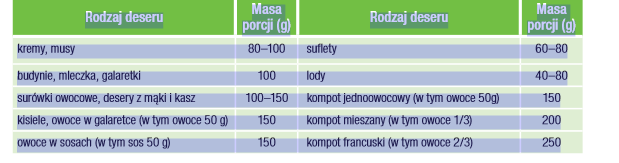 Rodzaj deseru Masa porcji (g) Rodzaj deseru Masa porcji (g)
kremy, musy 80–100 suflety 60–80
budynie, mleczka, galaretki 100 lody 40–80
surówki owocowe, desery z mąki i kasz 100–150 kompot jednoowocowy (w tym owoce 50g) 150
kisiele, owoce w galaretce (w tym owoce 50 g) 150 kompot mieszany (w tym owoce 1/3) 200
owoce w sosach (w tym sos 50 g) 150 kompot francuski (w tym owoce 2/3) 250